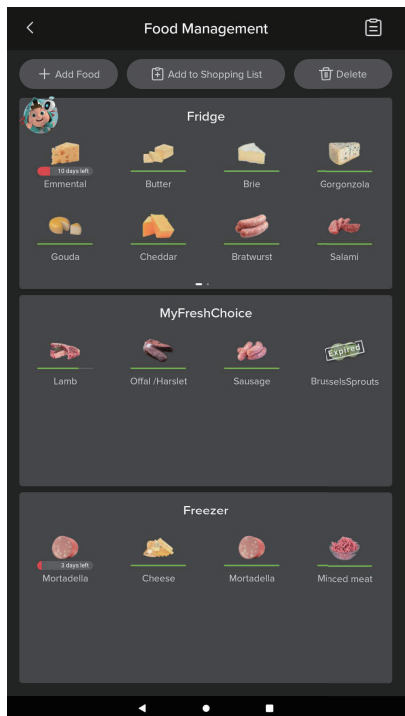 Food Management
+ Add Food
Add to Shopping List
Delete
Fridge
10 days left
Emmental
Butter
Brie
Gorgonzola
Gouda
Cheddar
Bratwurst
Salami
MyFreshChoice
Lamb
Offal /Harslet
Sausage
Expired
BrusselsSprouts
Freezer
3 days left
Mortadella
Cheese
Mortadella
Minced meat